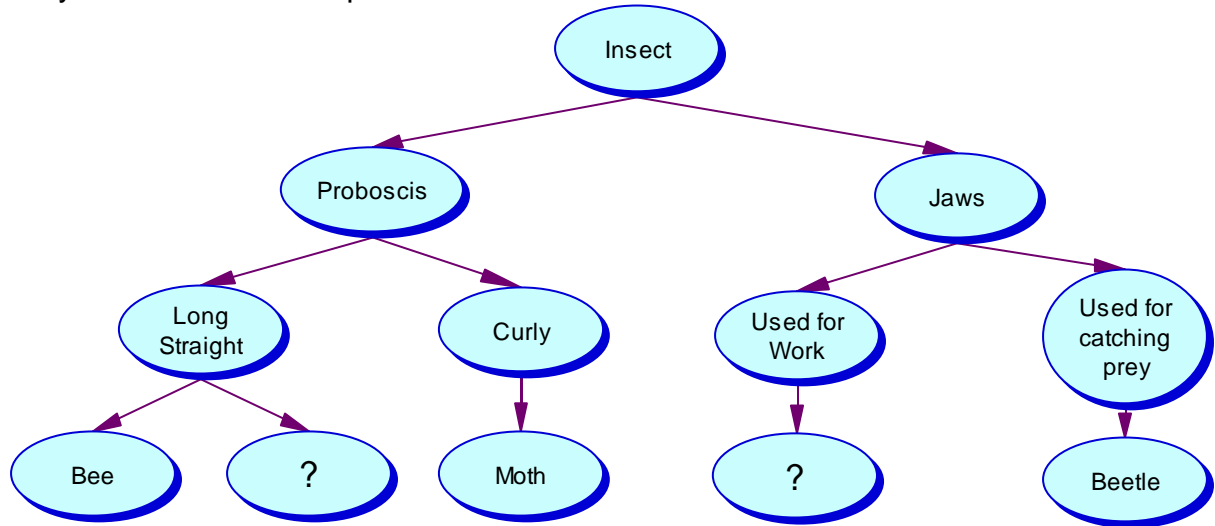 Insect
Proboscis
Jaws
Long
Straight
Curly
Used for
Work
Used for
catching
prey
Bee
?
Moth
?
Beetle